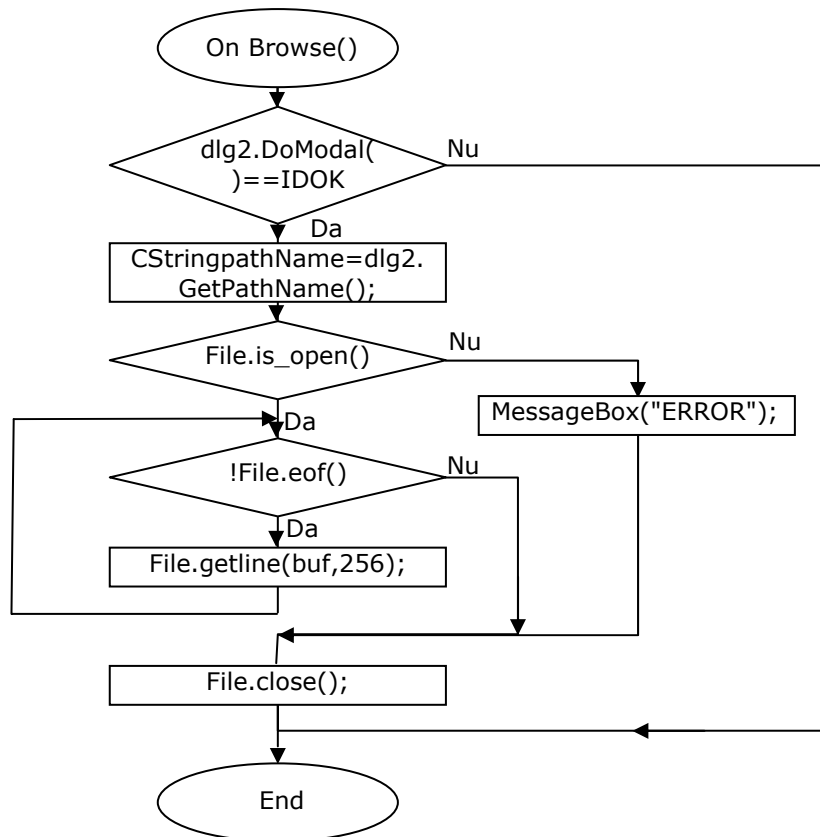 On Browse()
dlg2.DoModal(
)==IDOK
Nu
Da
CStringpathName=dlg2.
GetPathName();
File.is_open()
Nu
MessageBox("ERROR");
Da
!File.eof()
Nu
Da
File.getline(buf,256);
File.close();
End